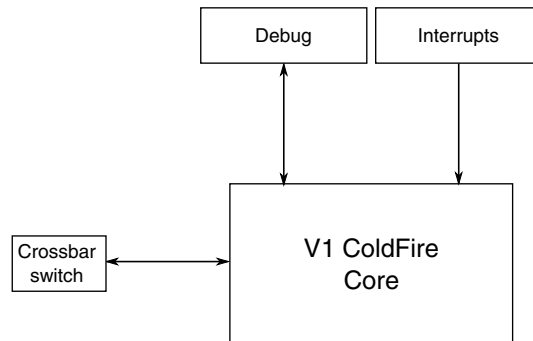 Debug
Interrupts
V1 ColdFire
Core
Crossbar
switch